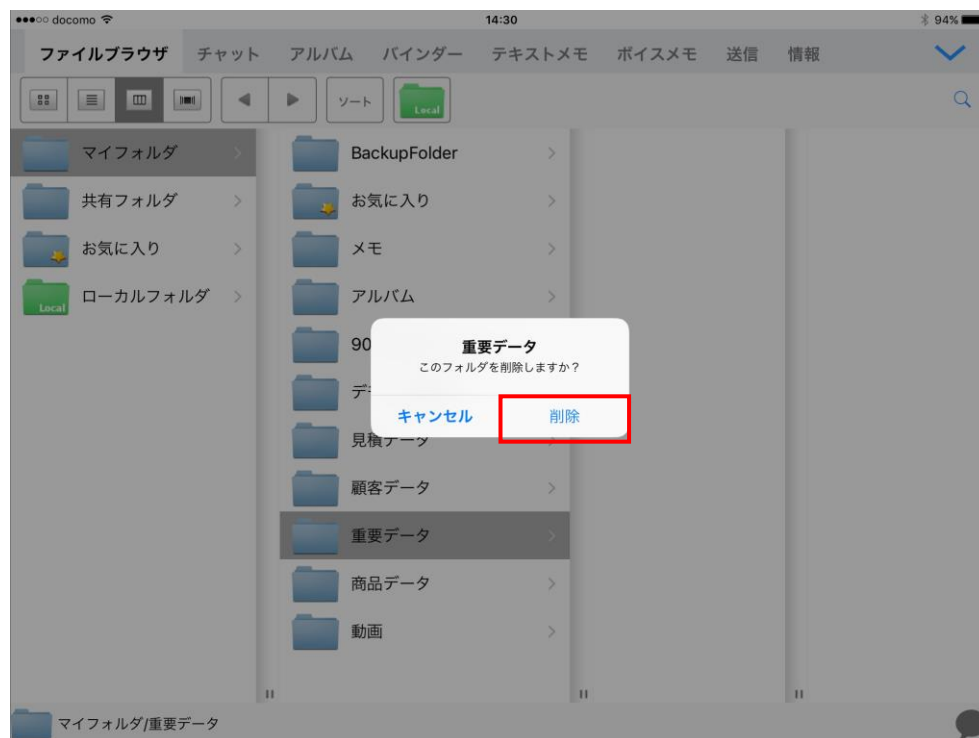 docomo 14:30 94%
ファイルブラウザ チャット アルバム バインダー テキストメモ ボイスメモ 送信 情報
ソート Local
マイフォルダ
共有フォルダ
お気に入り
Local ローカルフォルダ
BackupFolder
お気に入り
メモ
アルバム
90
デ
見積データ
顧客データ
重要データ
商品データ
動画
重要データ
このフォルダを削除しますか？
キャンセル 削除
マイフォルダ/重要データ